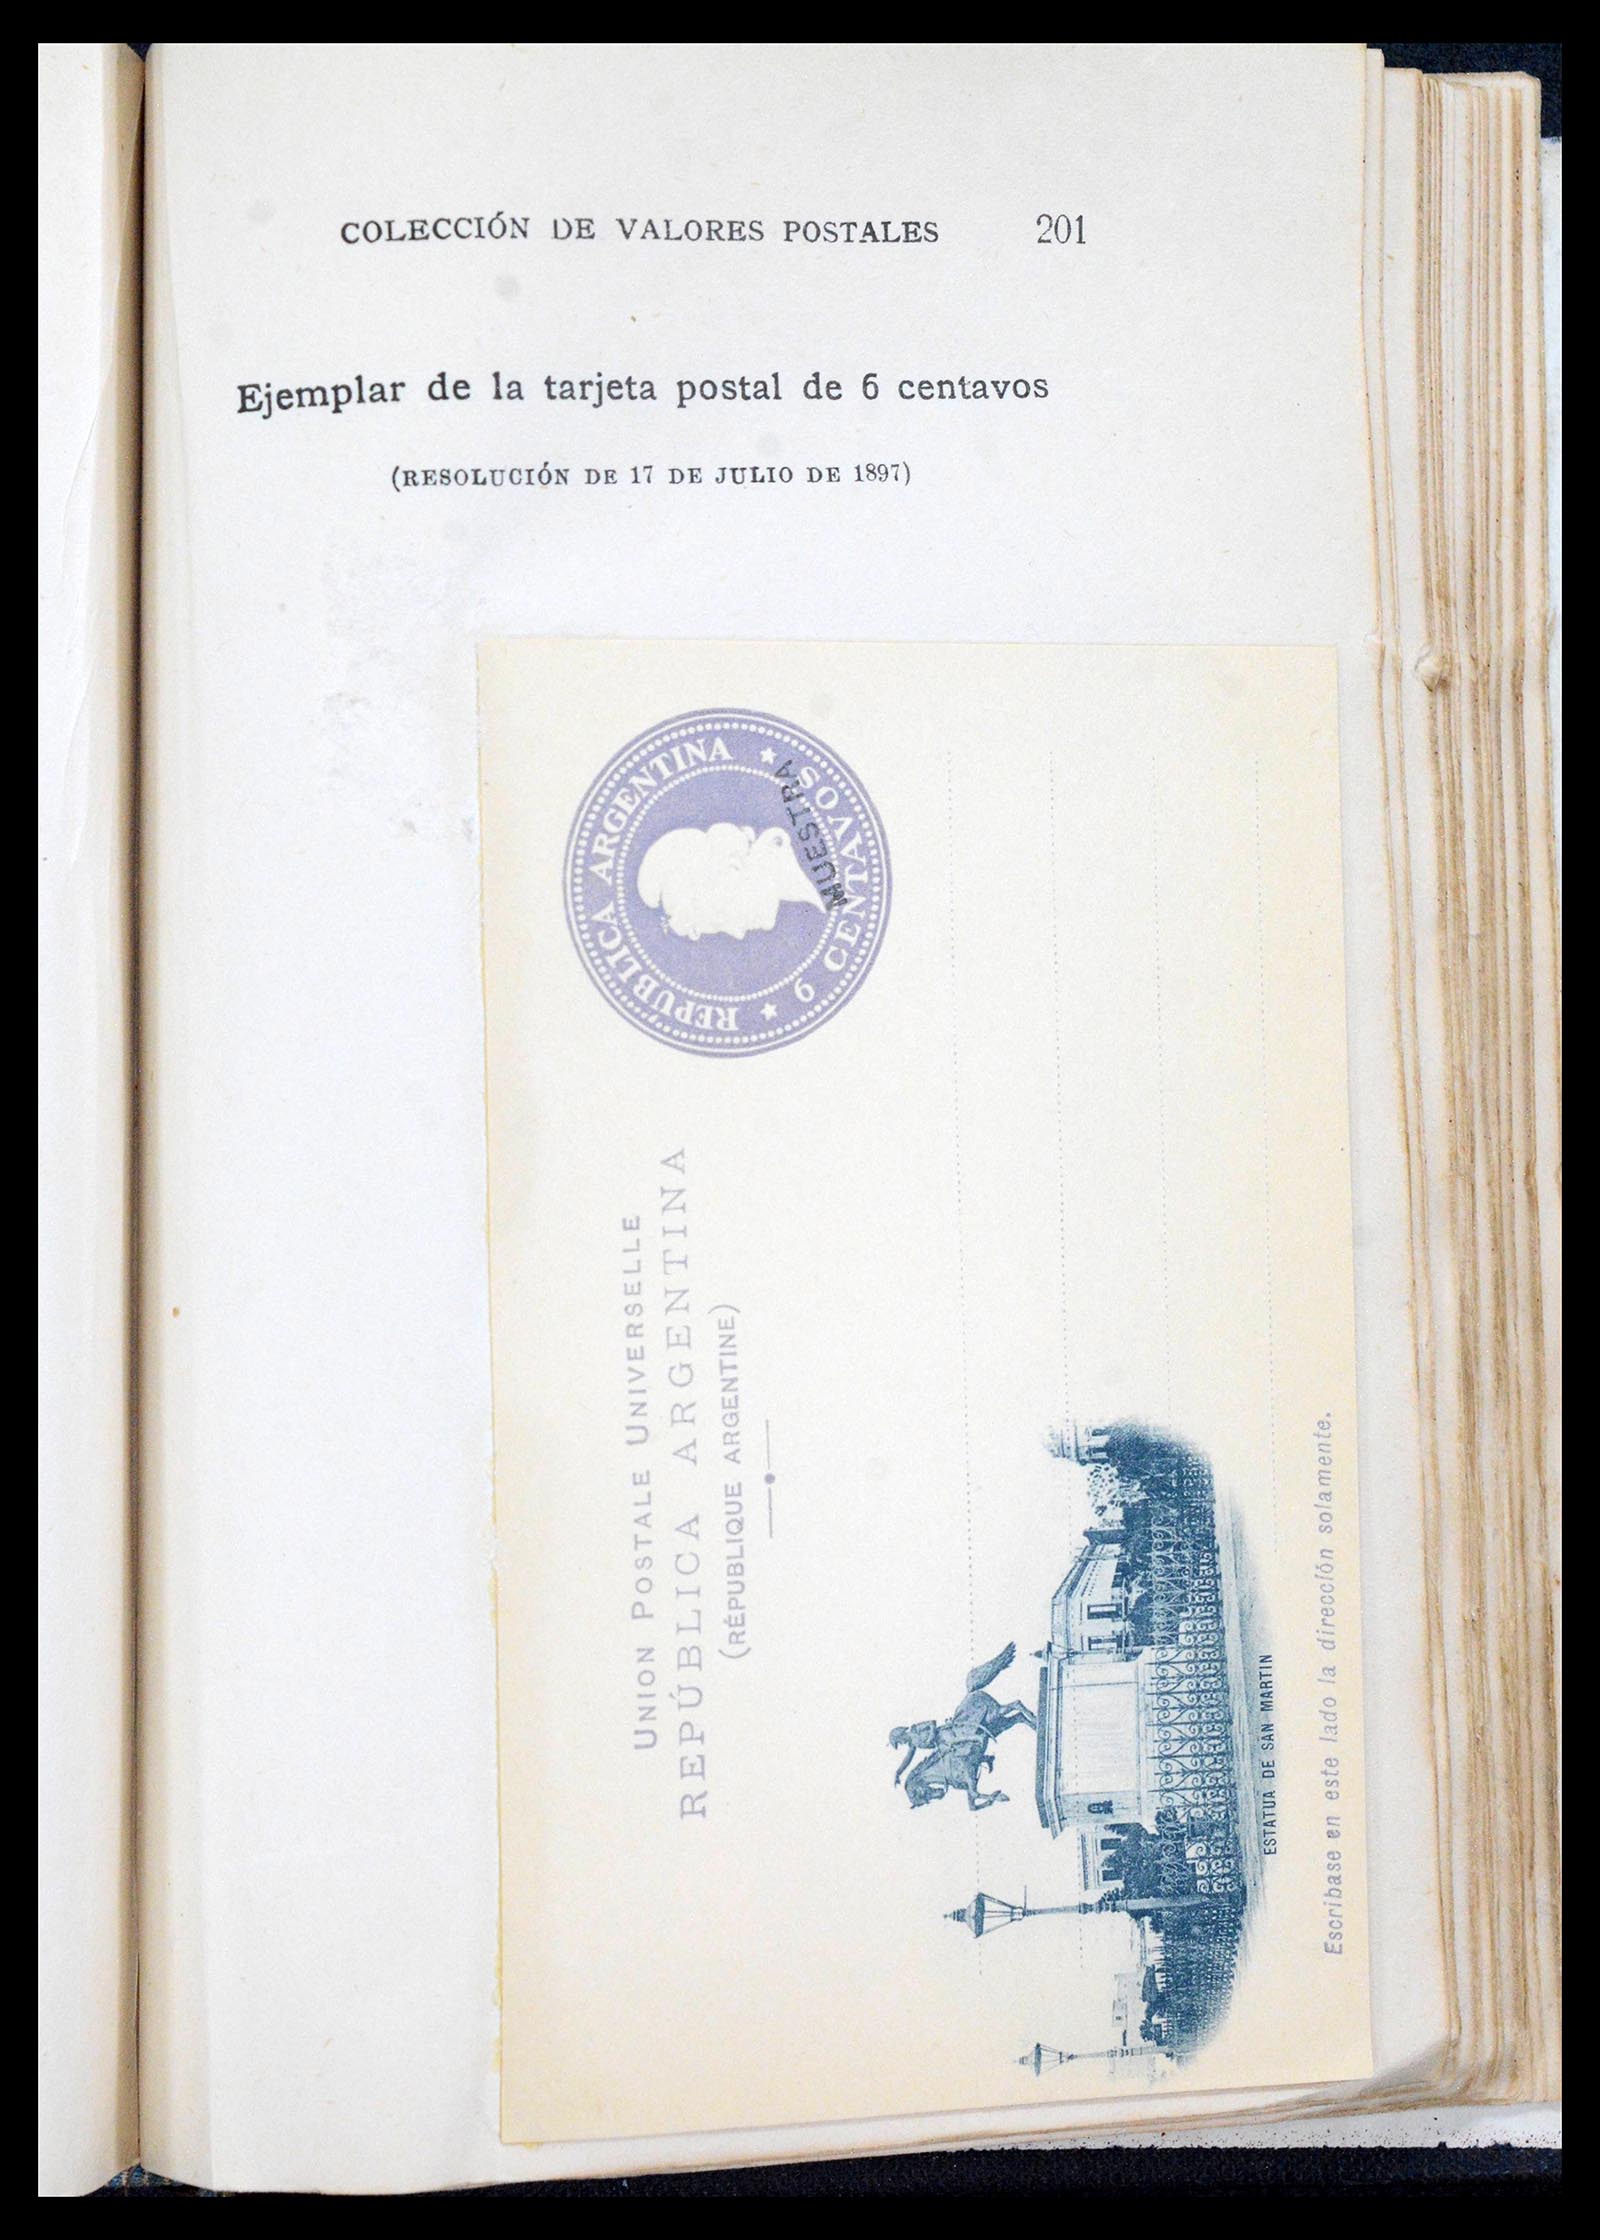 COLECCIÓN DE VALORES POSTALES 201
Ejemplar de la tarjeta postal de 6 centavos
(RESOLUCIÓN DE 17 DE JULIO DE 1897)
REPUBLICA ARGENTINA
6 CENTAVOS
MUESTRA
UNION POSTALE UNIVERSELLE
REPÚBLICA ARGENTINA
(RÉPUBLIQUE ARGENTINE)
ESTATUA DE SAN MARTIN
Escribase en este lado la dirección solamente.